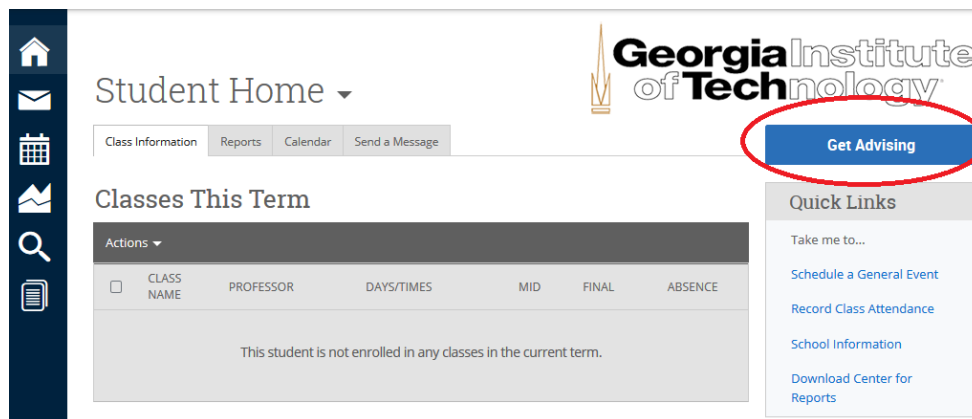 Georgia Institute
of Technology
Student Home
Class Information
Reports
Calendar
Send a Message
Get Advising
Classes This Term
Quick Links
Actions
Take me to...
CLASS
NAME
PROFESSOR
DAYS/TIMES
MID
FINAL
ABSENCE
Schedule a General Event
Record Class Attendance
This student is not enrolled in any classes in the current term.
School Information
Download Center for
Reports